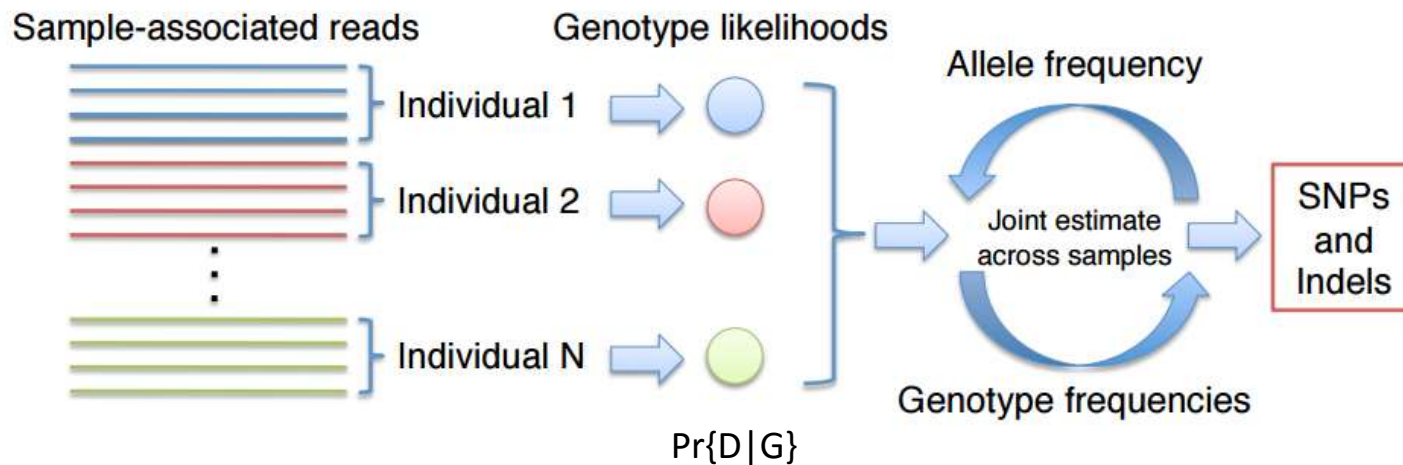 Sample-associated reads
Genotype likelihoods
Allele frequency
Individual 1
Individual 2
Individual N
Joint estimate
across samples
SNPs
and
Indels
Genotype frequencies
Pr{D|G}